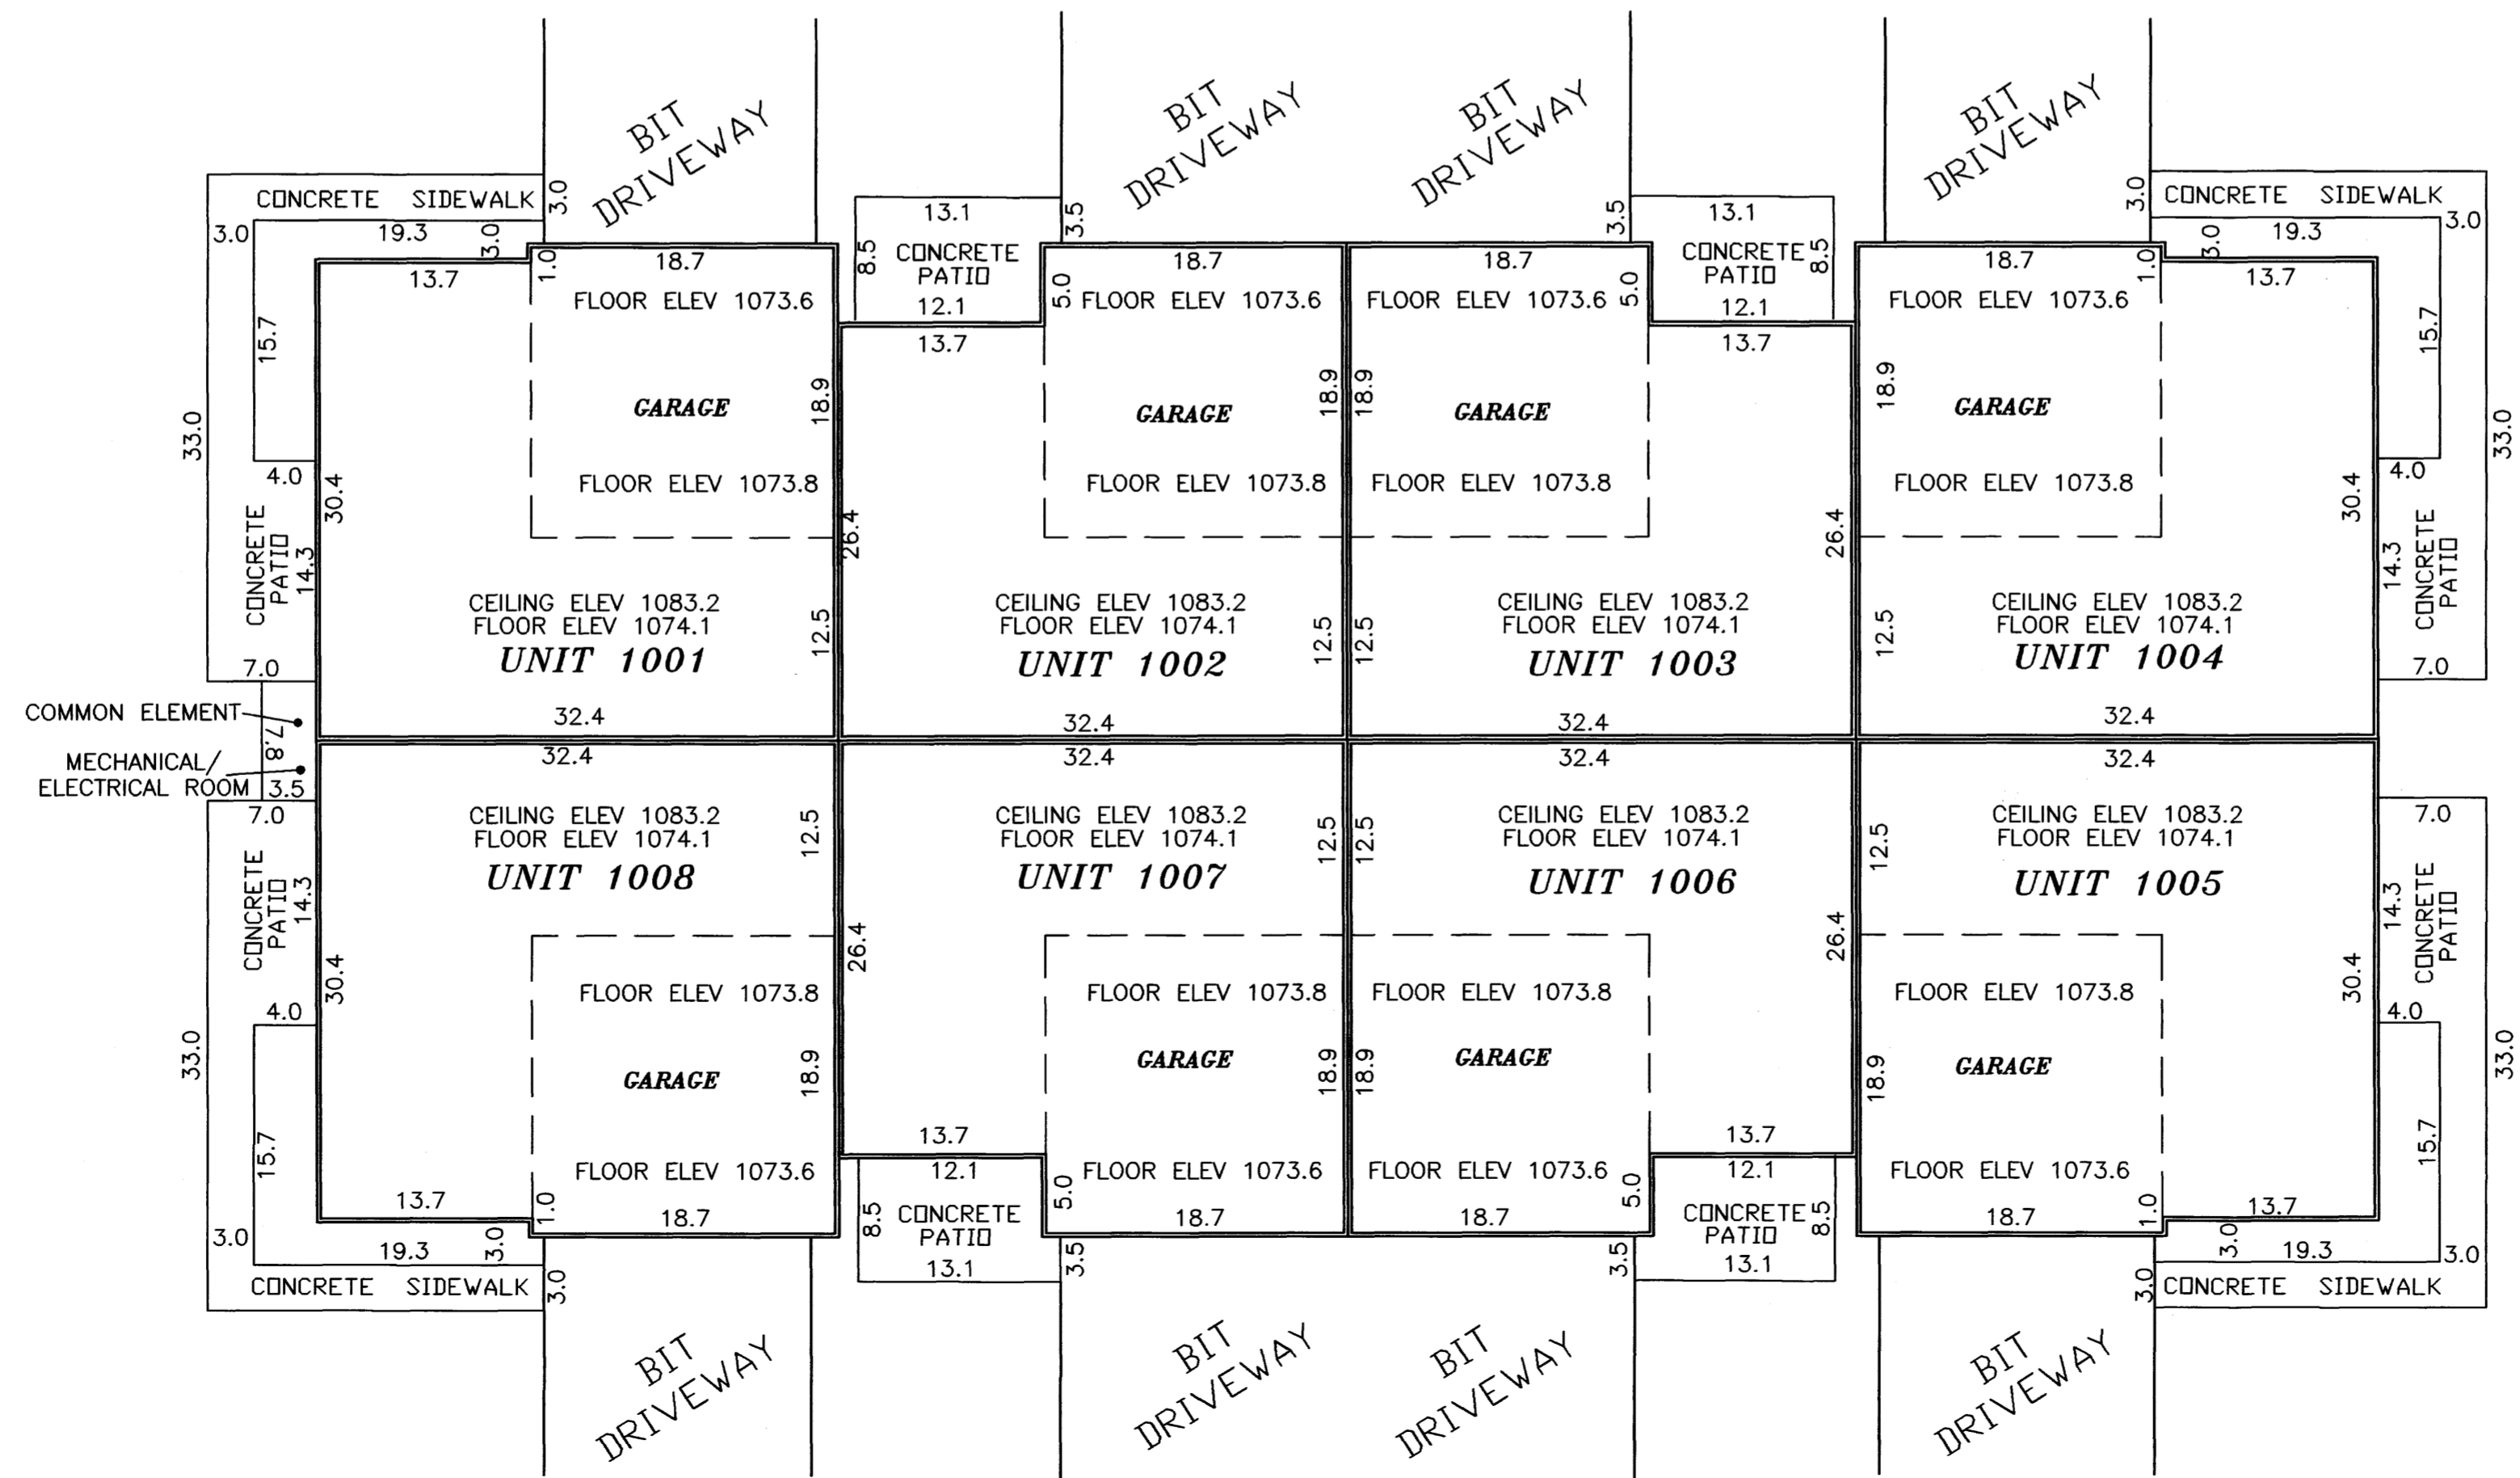 BIT
DRIVEWAY
BIT
DRIVEWAY
BIT
DRIVEWAY
BIT
DRIVEWAY
CONCRETE SIDEWALK
3.0
3.0
19.3
3.0
13.7
1.0
18.7
FLOOR ELEV 1073.6
15.7
GARAGE
18.9
33.0
4.0
30.4
FLOOR ELEV 1073.8
CONCRETE
PATIO
14.3
CEILING ELEV 1083.2
FLOOR ELEV 1074.1
UNIT 1001
12.5
7.0
32.4
13.1
3.5
8.5
CONCRETE
PATIO
12.1
13.7
5.0
18.7
FLOOR ELEV 1073.6
GARAGE
18.9
FLOOR ELEV 1073.8
26.4
CEILING ELEV 1083.2
FLOOR ELEV 1074.1
UNIT 1002
12.5
32.4
3.5
13.1
18.7
5.0
CONCRETE
PATIO
8.5
12.1
13.7
FLOOR ELEV 1073.6
18.9
GARAGE
FLOOR ELEV 1073.8
26.4
CEILING ELEV 1083.2
FLOOR ELEV 1074.1
12.5
UNIT 1003
32.4
3.0
CONCRETE SIDEWALK
3.0
19.3
3.0
18.7
1.0
13.7
FLOOR ELEV 1073.6
15.7
18.9
GARAGE
33.0
4.0
FLOOR ELEV 1073.8
30.4
14.3
CONCRETE
PATIO
CEILING ELEV 1083.2
FLOOR ELEV 1074.1
12.5
UNIT 1004
7.0
32.4
COMMON ELEMENT
7.8
MECHANICAL/
ELECTRICAL ROOM
3.5
7.0
32.4
CEILING ELEV 1083.2
FLOOR ELEV 1074.1
12.5
UNIT 1008
CONCRETE
PATIO
14.3
30.4
4.0
33.0
FLOOR ELEV 1073.8
GARAGE
18.9
15.7
FLOOR ELEV 1073.6
13.7
1.0
18.7
3.0
19.3
3.0
CONCRETE SIDEWALK
3.0
32.4
CEILING ELEV 1083.2
FLOOR ELEV 1074.1
12.5
UNIT 1007
26.4
FLOOR ELEV 1073.8
GARAGE
18.9
13.7
12.1
FLOOR ELEV 1073.6
5.0
18.7
8.5
CONCRETE
PATIO
13.1
3.5
32.4
CEILING ELEV 1083.2
FLOOR ELEV 1074.1
12.5
UNIT 1006
26.4
FLOOR ELEV 1073.8
18.9
GARAGE
13.7
12.1
FLOOR ELEV 1073.6
5.0
18.7
CONCRETE
PATIO
8.5
13.1
3.5
32.4
7.0
CEILING ELEV 1083.2
FLOOR ELEV 1074.1
12.5
UNIT 1005
14.3
CONCRETE
PATIO
30.4
4.0
33.0
FLOOR ELEV 1073.8
18.9
GARAGE
15.7
FLOOR ELEV 1073.6
18.7
1.0
13.7
3.0
19.3
3.0
3.0
CONCRETE SIDEWALK
BIT
DRIVEWAY
BIT
DRIVEWAY
BIT
DRIVEWAY
BIT
DRIVEWAY